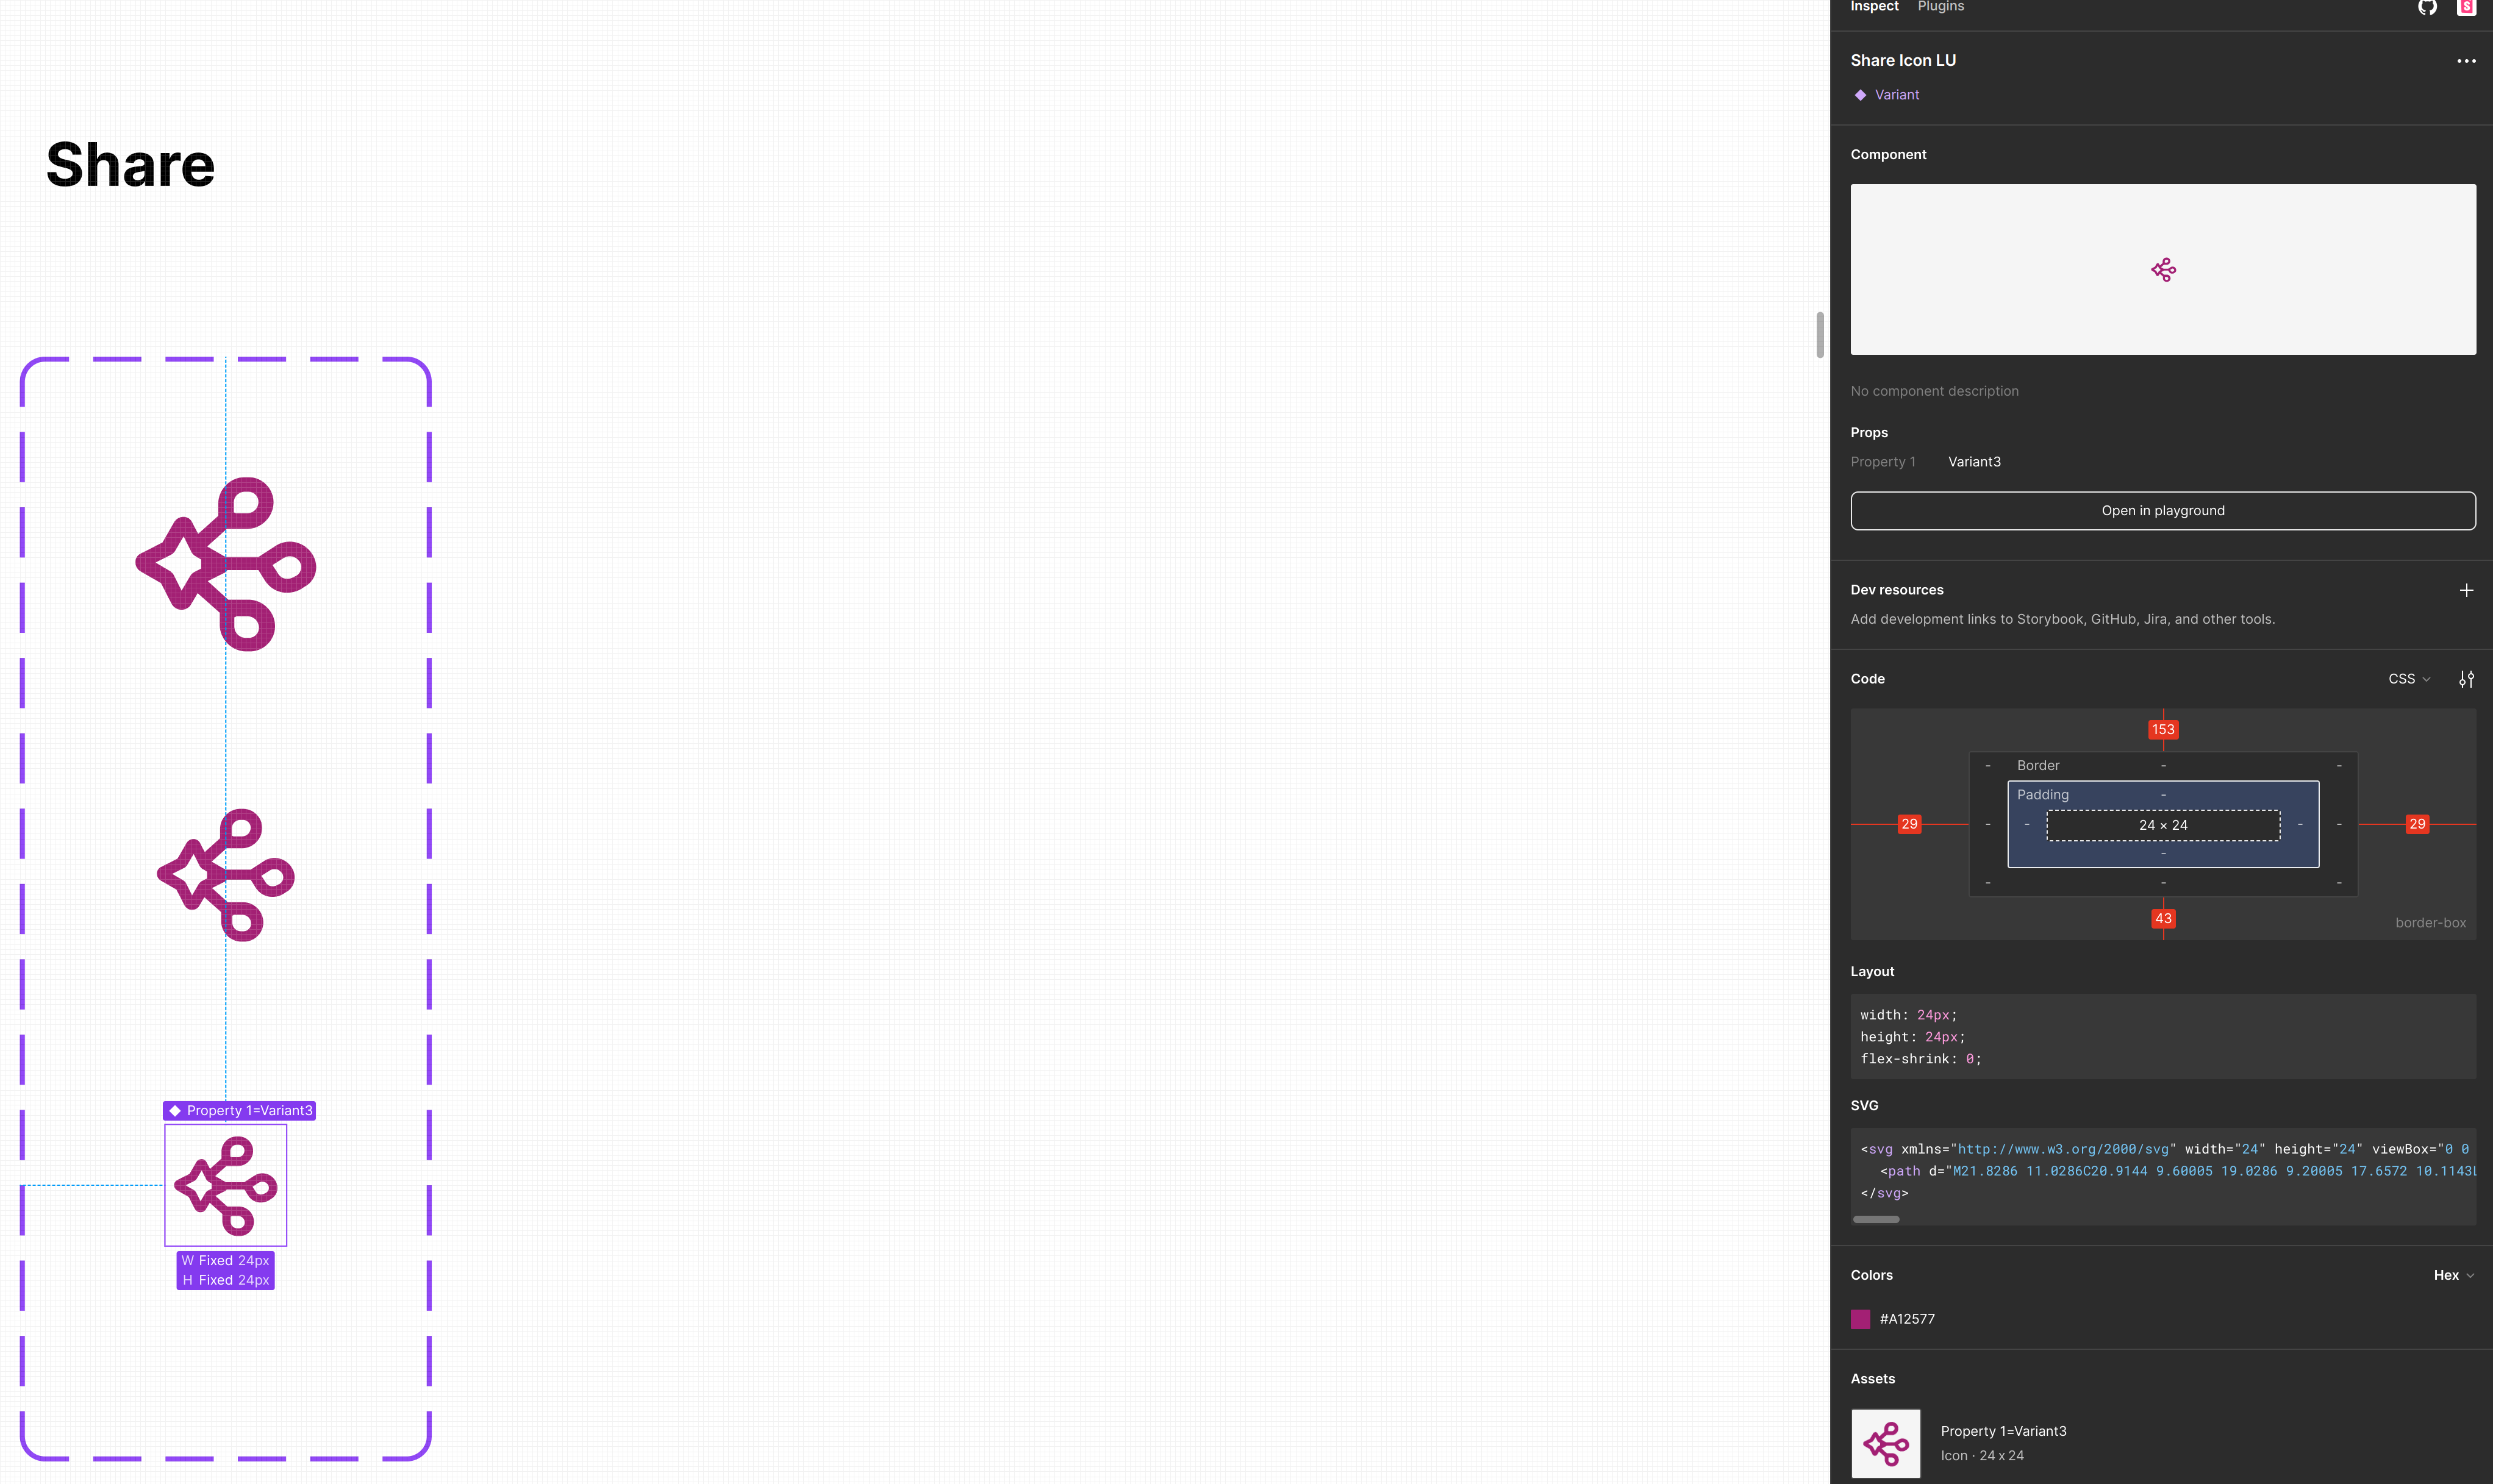 Share
Property 1=Variant3
W Fixed 24px
H Fixed 24px
Inspect Plugins
S
Share Icon LU
Variant
Component
No component description
Props
Property 1 Variant3
Open in playground
Dev resources
Add development links to Storybook, GitHub, Jira, and other tools.
Code CSS
153
- Border - -
Padding -
29 - - 24 × 24 - - 29
-
- - -
43
border-box
Layout
width: 24px;
height: 24px;
flex-shrink: 0;
SVG
<svg xmlns="http://www.w3.org/2000/svg" width="24" height="24" viewBox="0 0
<path d="M21.8286 11.0286C20.9144 9.60005 19.0286 9.20005 17.6572 10.1143L
</svg>
Colors Hex
#A12577
Assets
Property 1=Variant3
Icon · 24 x 24